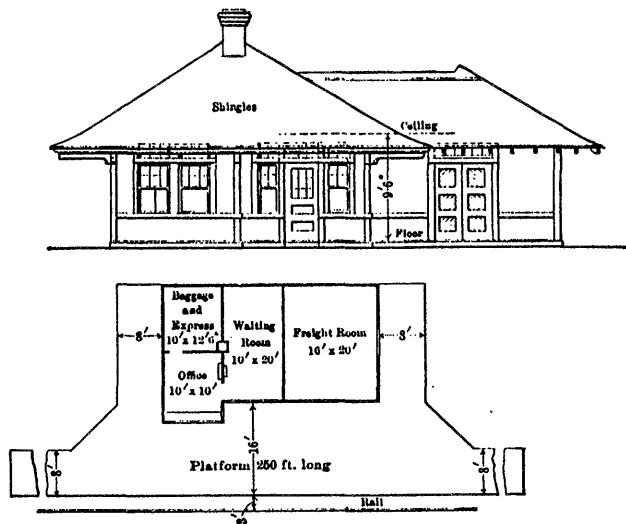 Shingles
Ceiling
9'6"
Floor
Baggage
and
Express
10' x 12'6"
Waiting
Room
10' x 20'
Freight Room
16' x 20'
8'
8'
Office
10' x 10'
16'
8'
8'
Platform 250 ft. long
Rail